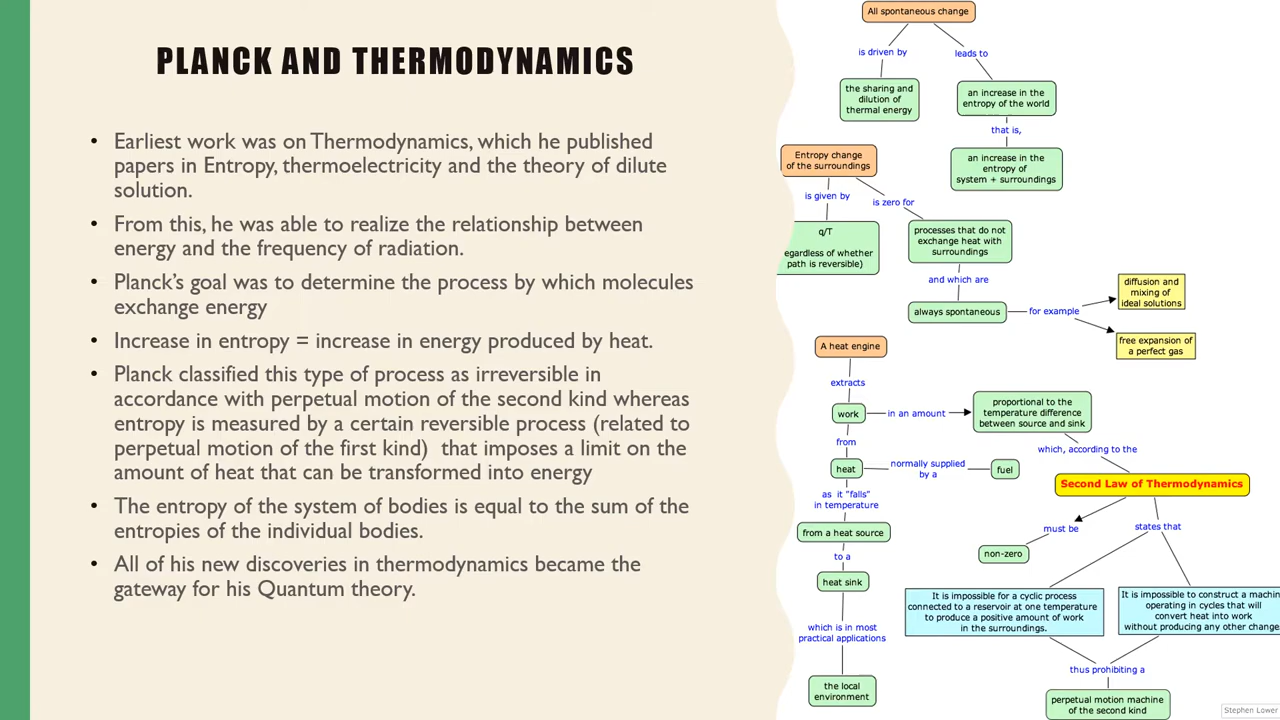 PLANCK AND THERMODYNAMICS
• Earliest work was on Thermodynamics, which he published
papers in Entropy, thermoelectricity and the theory of dilute
solution.
• From this, he was able to realize the relationship between
energy and the frequency of radiation.
• Planck's goal was to determine the process by which molecules
exchange energy
• Increase in entropy = increase in energy produced by heat.
• Planck classified this type of process as irreversible in
accordance with perpetual motion of the second kind whereas
entropy is measured by a certain reversible process (related to
perpetual motion of the first kind) that imposes a limit on the
amount of heat that can be transformed into energy
• The entropy of the system of bodies is equal to the sum of the
entropies of the individual bodies.
• All of his new discoveries in thermodynamics became the
gateway for his Quantum theory.
All spontaneous change
is driven by
leads to
the sharing and
dilution of
thermal energy
an increase in the
entropy of the world
that is,
an increase in the
entropy of
system + surroundings
Entropy change
of the surroundings
is given by
is zero for
q/T
egardless of whether
path is reversible)
processes that do not
exchange heat with
surroundings
and which are
always spontaneous
for example
diffusion and
mixing of
ideal solutions
free expansion of
a perfect gas
A heat engine
extracts
work
in an amount
proportional to the
temperature difference
between source and sink
from
which, according to the
heat
normally supplied
by a
fuel
Second Law of Thermodynamics
as it "falls"
in temperature
must be
states that
from a heat source
non-zero
to a
heat sink
It is impossible for a cyclic process
connected to a reservoir at one temperature
to produce a positive amount of work
in the surroundings.
It is impossible to construct a machin
operating in cycles that will
convert heat into work
without producing any other change
which is in most
practical applications
thus prohibiting a
the local
environment
perpetual motion machine
of the second kind
Stephen Lower